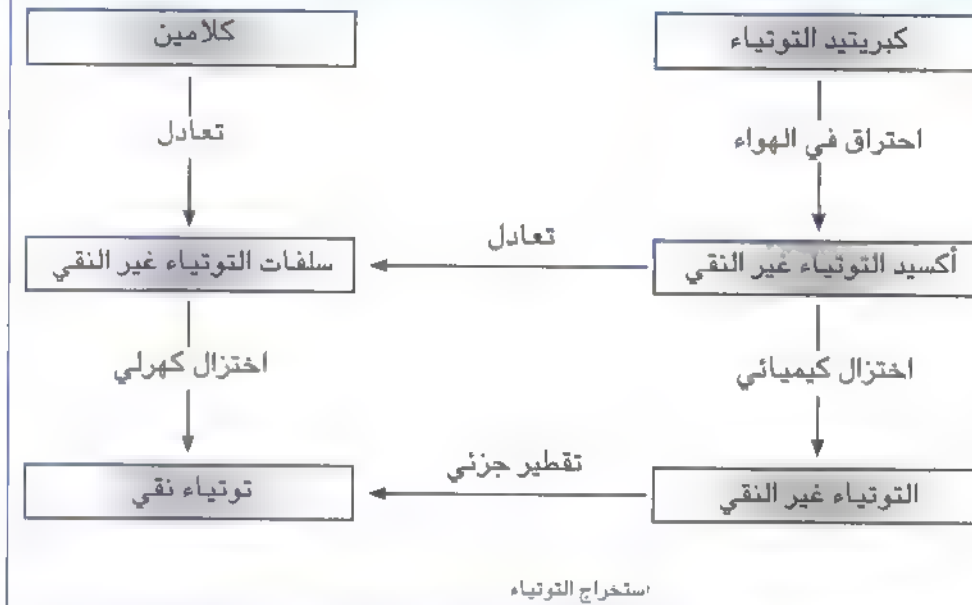 كبريتيد التوتياء
كلامين
احتراق في الهواء
تعادل
أكسيد التوتياء غير النقي
تعادل
سلفات التوتياء غير النقي
اختزال كيميائي
اختزال كهرلي
التوتياء غير النقي
تقطير جزئي
توتياء نقي
استخراج التوتياء